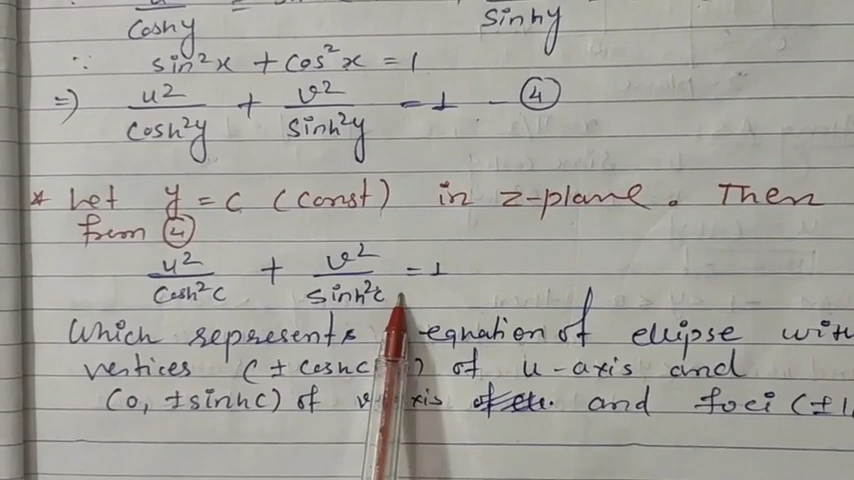 coshy Sinhy
∵ sin²x + cos²x = 1
⇒) u²/cosh²y + v²/sinh²y = 1 - ④
* Let y = c (const) in z-plane. Then
from ④
u²/cosh²c + v²/sinh²c = 1
Which represents equation of ellipse with
vertices (± coshc ) of u-axis and
(0, ±sinhc) of and foci (±1,